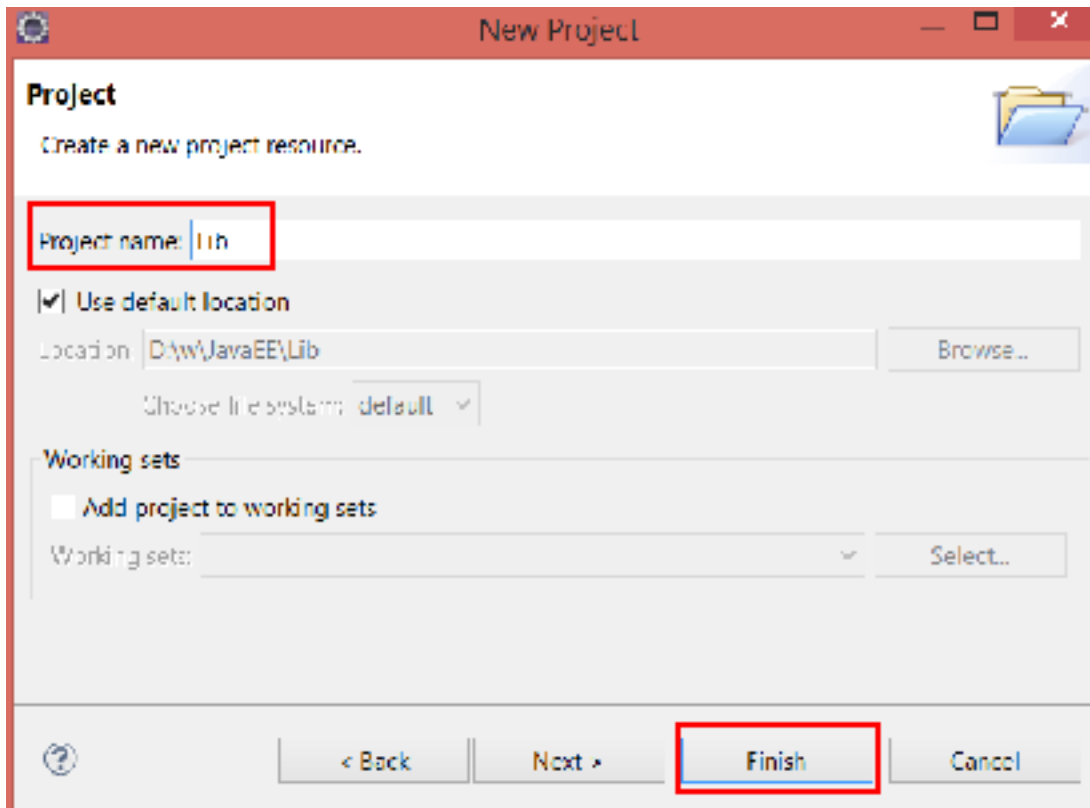 New Project
Project
Create a new project resource.
Project name: Lib
Use default location
Location: D:\w\JavaEE\Lib
Browse...
Choose file system: default
Working sets
Add project to working sets
Working sets:
Select...
?
< Back
Next >
Finish
Cancel